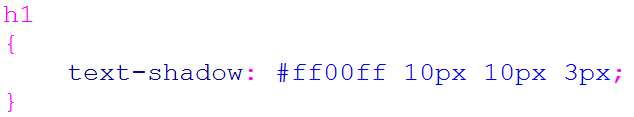 h1
{
    text-shadow: #ff00ff 10px 10px 3px;
}